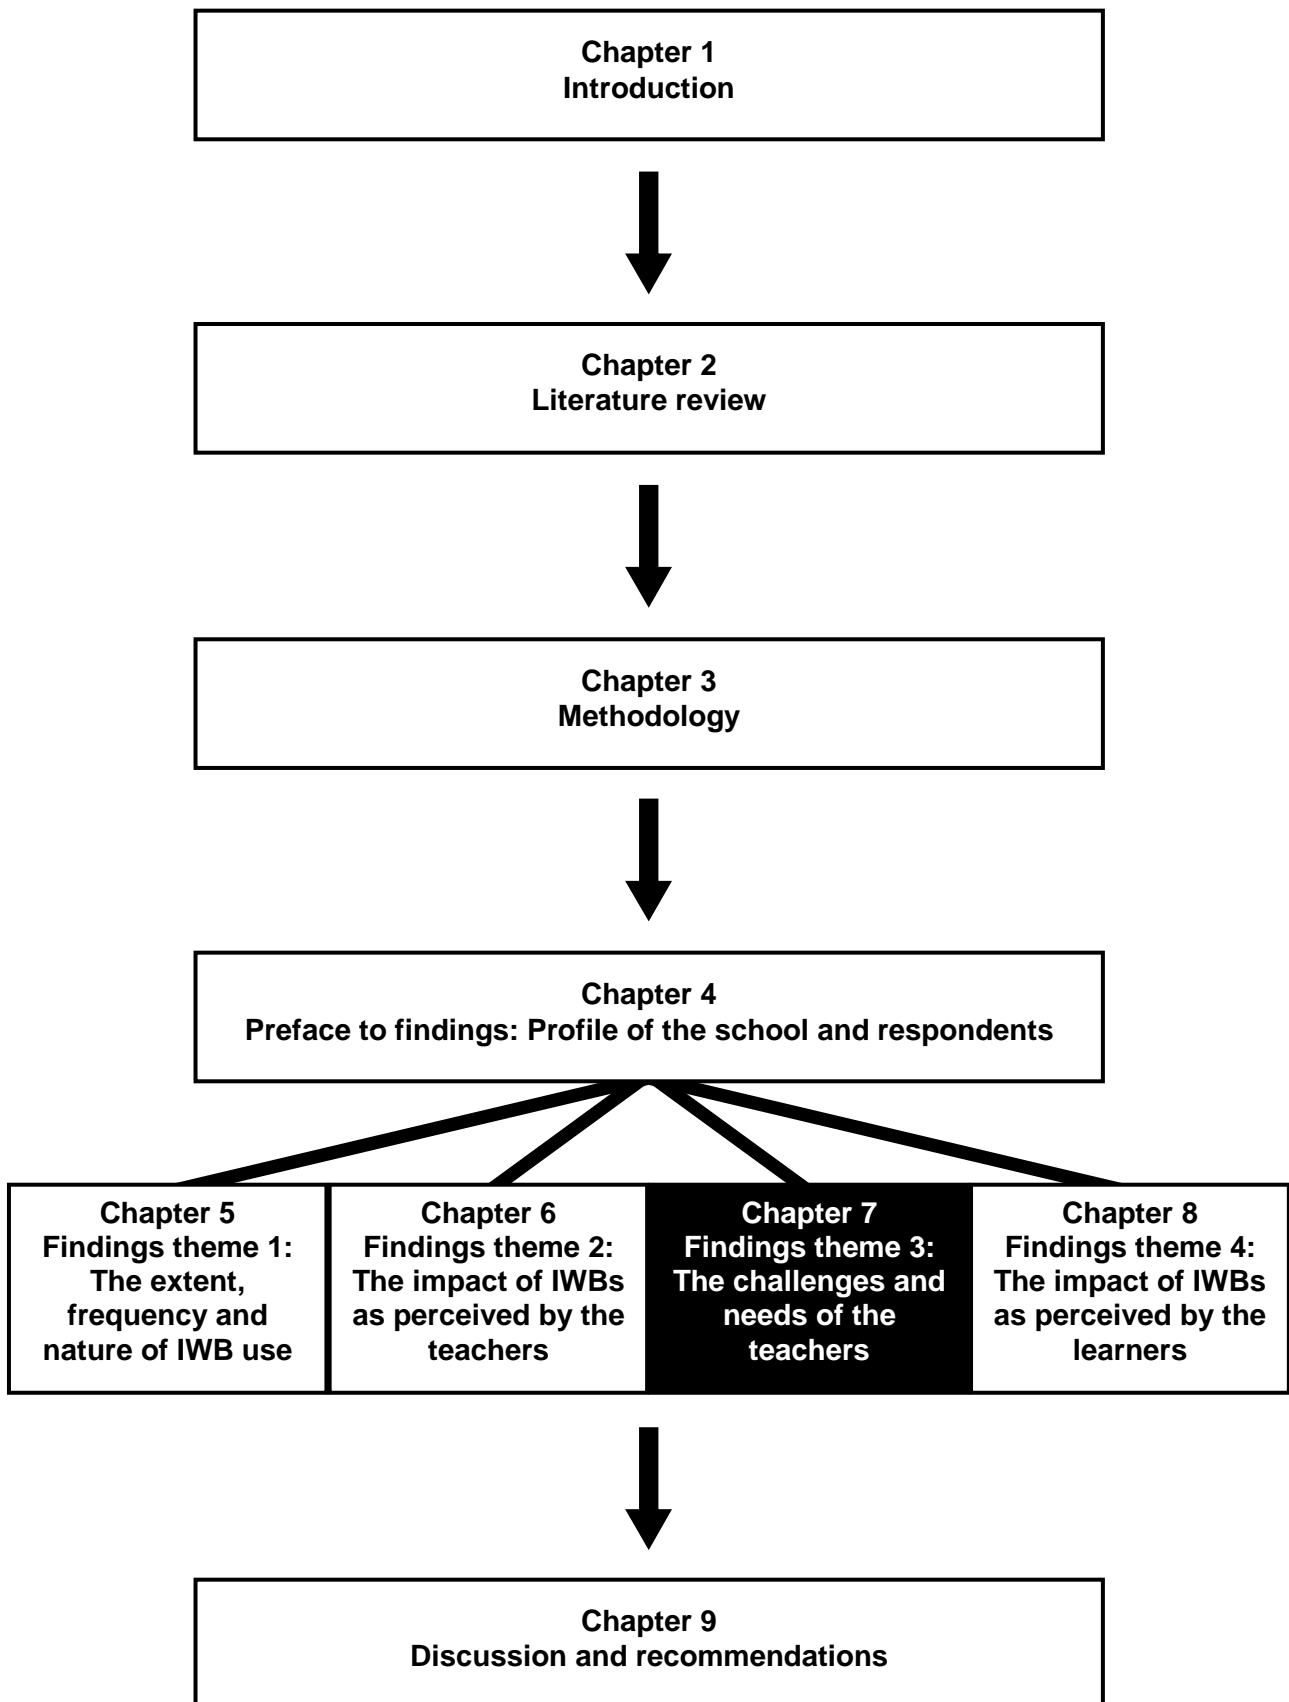 Chapter 1
Introduction
Chapter 2
Literature review
Chapter 3
Methodology
Chapter 4
Preface to findings: Profile of the school and respondents
Chapter 5
Findings theme 1:
The extent,
frequency and
nature of IWB use
Chapter 6
Findings theme 2:
The impact of IWBs
as perceived by the
teachers
Chapter 7
Findings theme 3:
The challenges and
needs of the
teachers
Chapter 8
Findings theme 4:
The impact of IWBs
as perceived by the
learners
Chapter 9
Discussion and recommendations